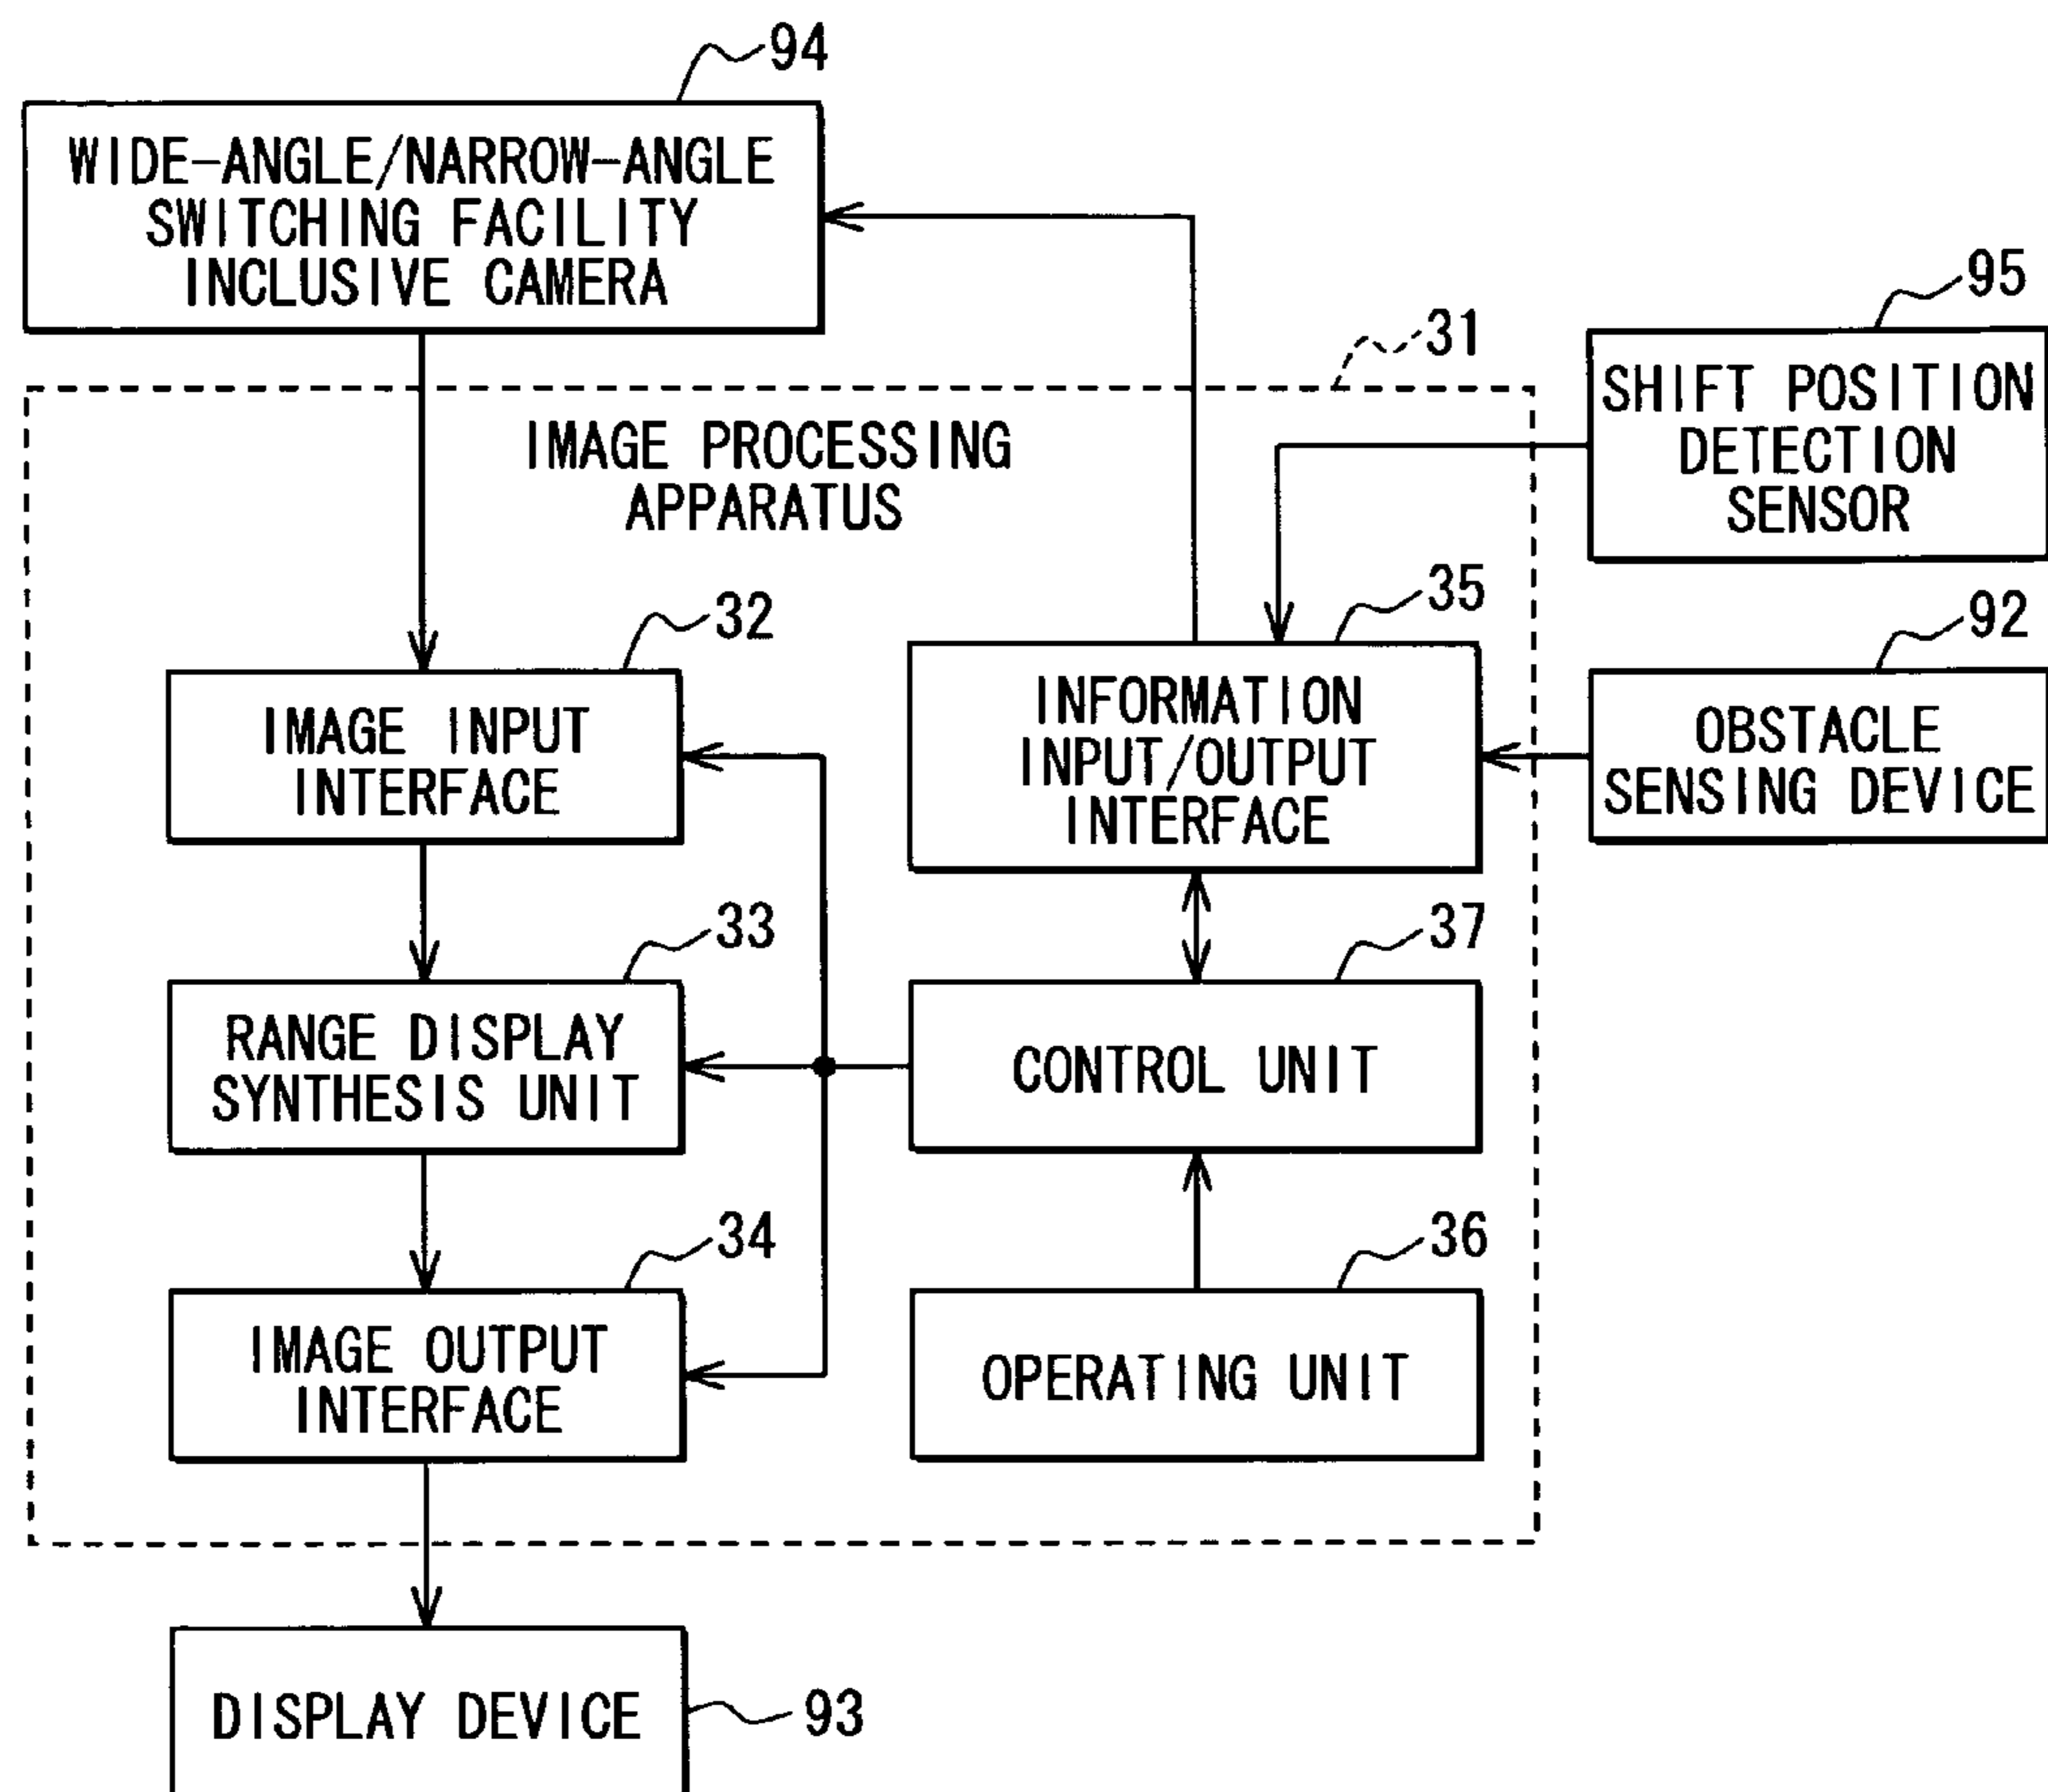 94
WIDE-ANGLE/NARROW-ANGLE
SWITCHING FACILITY
INCLUSIVE CAMERA
95
SHIFT POSITION
DETECTION
SENSOR
31
IMAGE PROCESSING
APPARATUS
32
IMAGE INPUT
INTERFACE
35
INFORMATION
INPUT/OUTPUT
INTERFACE
92
OBSTACLE
SENSING DEVICE
33
RANGE DISPLAY
SYNTHESIS UNIT
37
CONTROL UNIT
34
IMAGE OUTPUT
INTERFACE
36
OPERATING UNIT
DISPLAY DEVICE
93